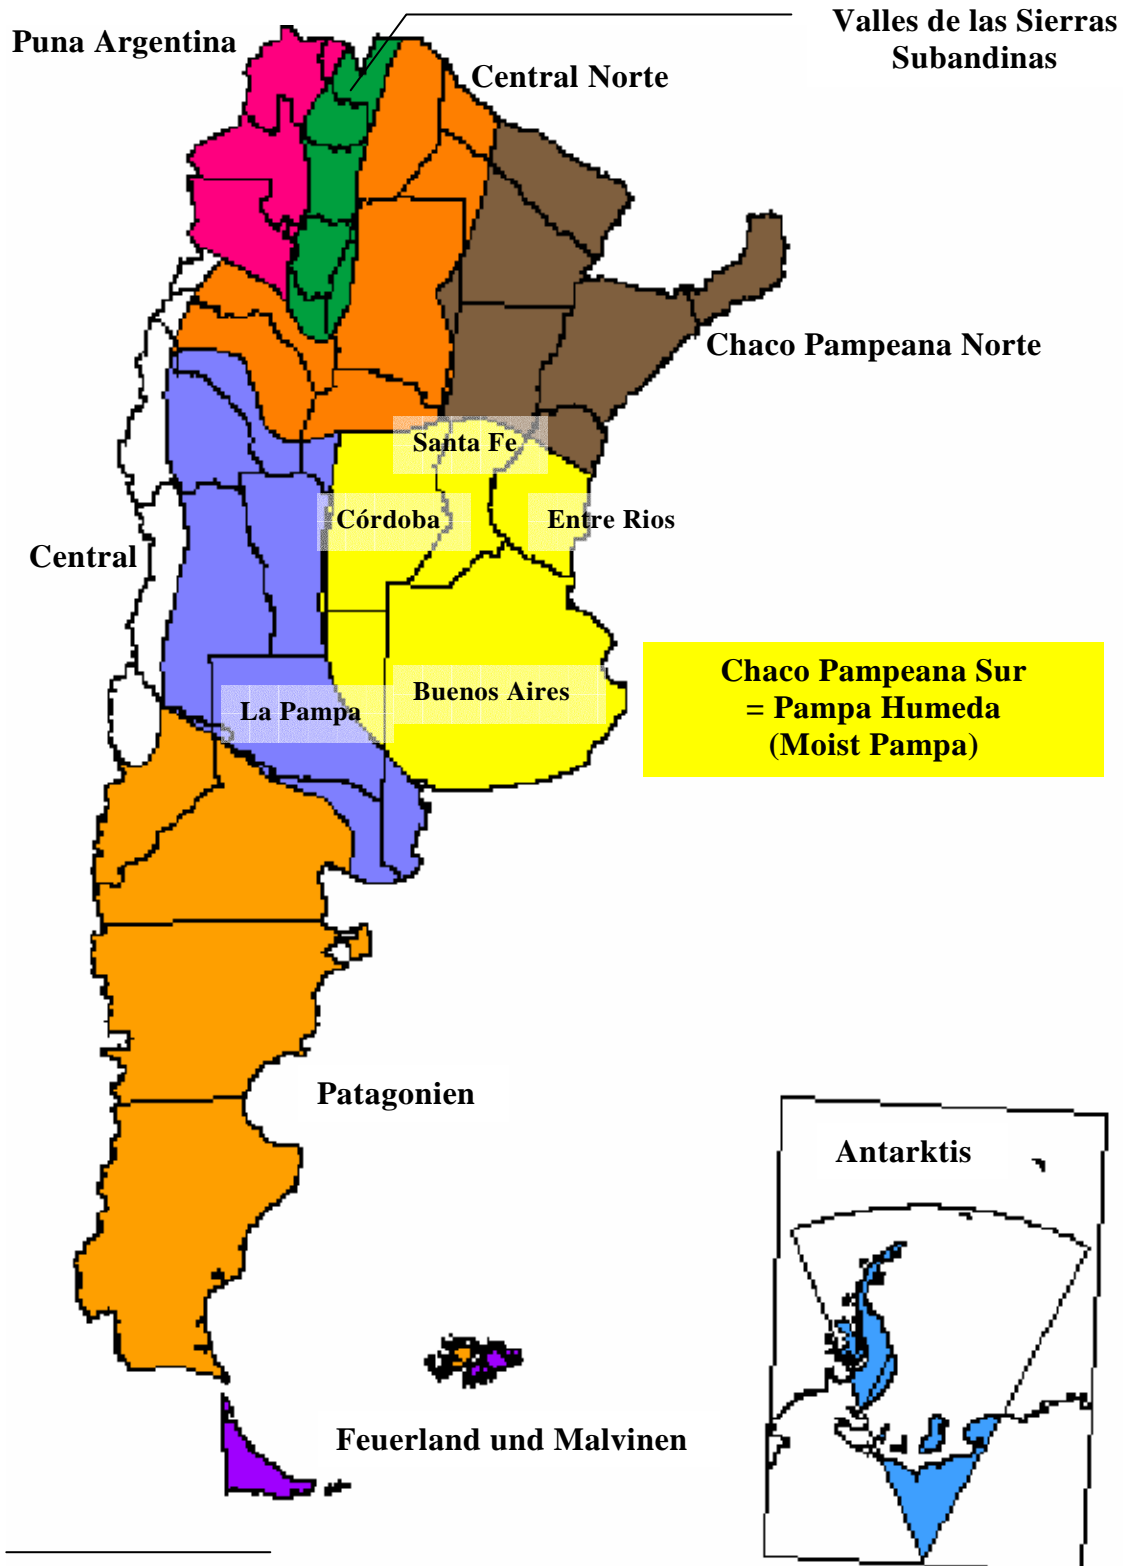 Valles de las Sierras
Subandinas
Puna Argentina
Central Norte
Chaco Pampeana Norte
Santa Fe
Córdoba
Entre Rios
Central
Chaco Pampeana Sur
= Pampa Humeda
(Moist Pampa)
Buenos Aires
La Pampa
Patagonien
Antarktis
Feuerland und Malvinen